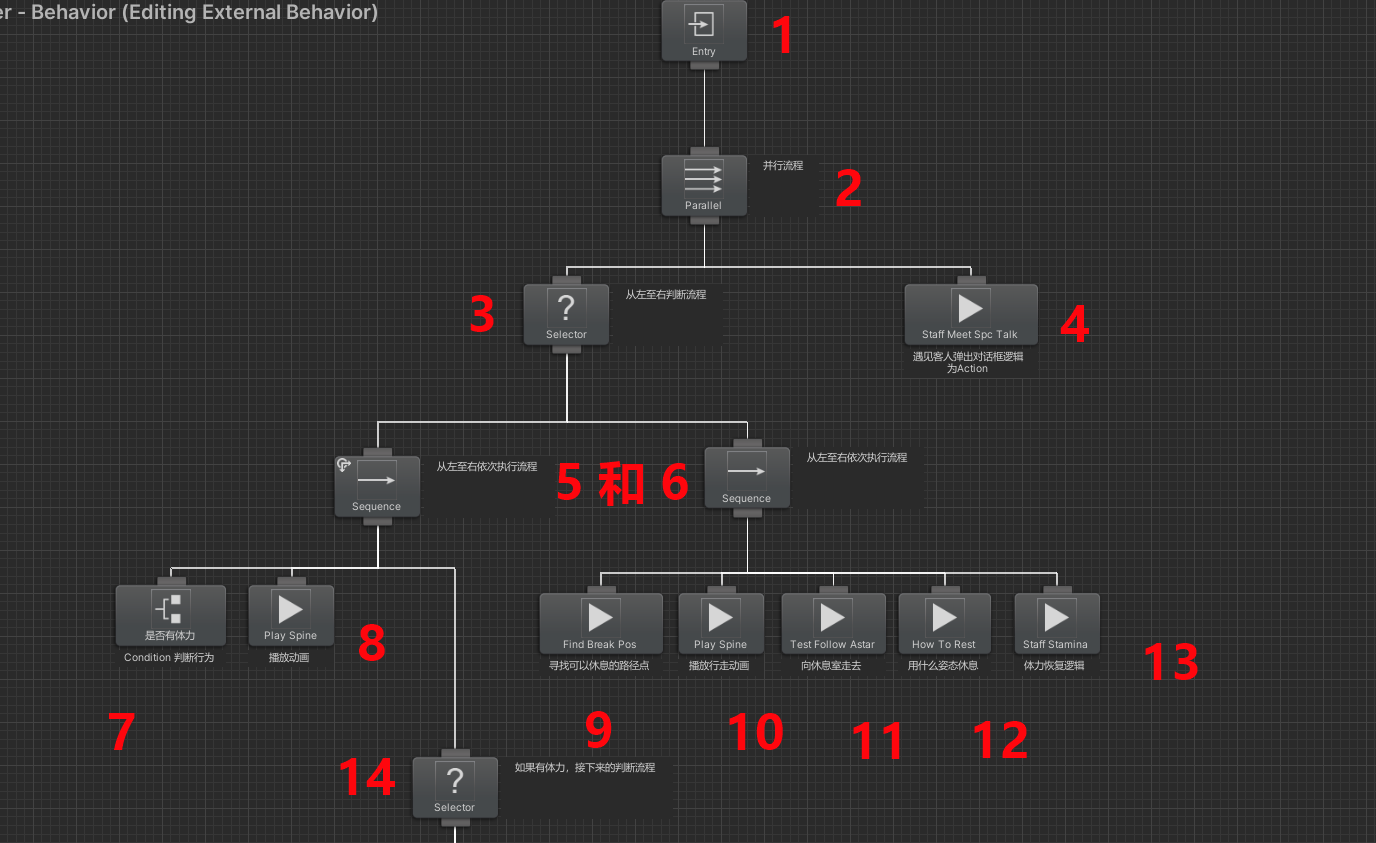 er - Behavior (Editing External Behavior)
Entry
1
并行流程
Parallel
2
从左至右判断流程
3
Selector
Staff Meet Spc Talk
4
遇见客人弹出对话框逻辑
为Action
从左至右依次执行流程
Sequence
5 和 6
从左至右依次执行流程
Sequence
是否有体力
Condition 判断行为
Play Spine
播放动画
8
Find Break Pos
寻找可以休息的路径点
Play Spine
播放行走动画
Test Follow Astar
向休息室走去
How To Rest
用什么姿态休息
Staff Stamina
体力恢复逻辑
13
7
9
10
11
12
14
如果有体力，接下来的判断流程
Selector